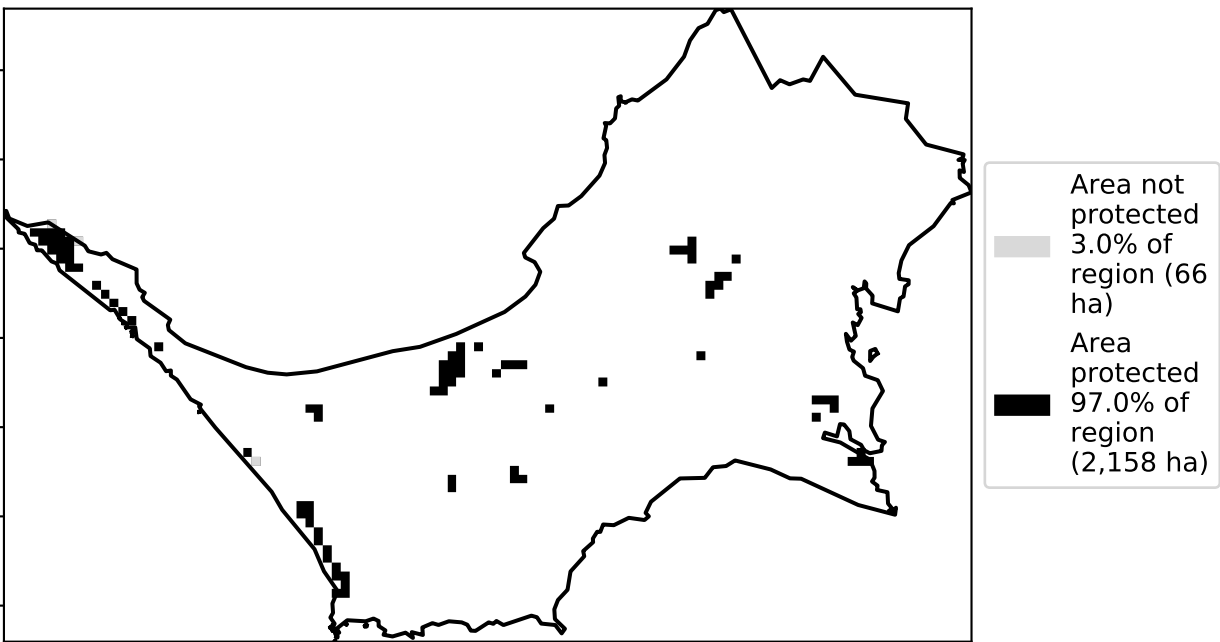 Area not
protected
3.0% of
region (66
ha)
Area
protected
97.0% of
region
(2,158 ha)